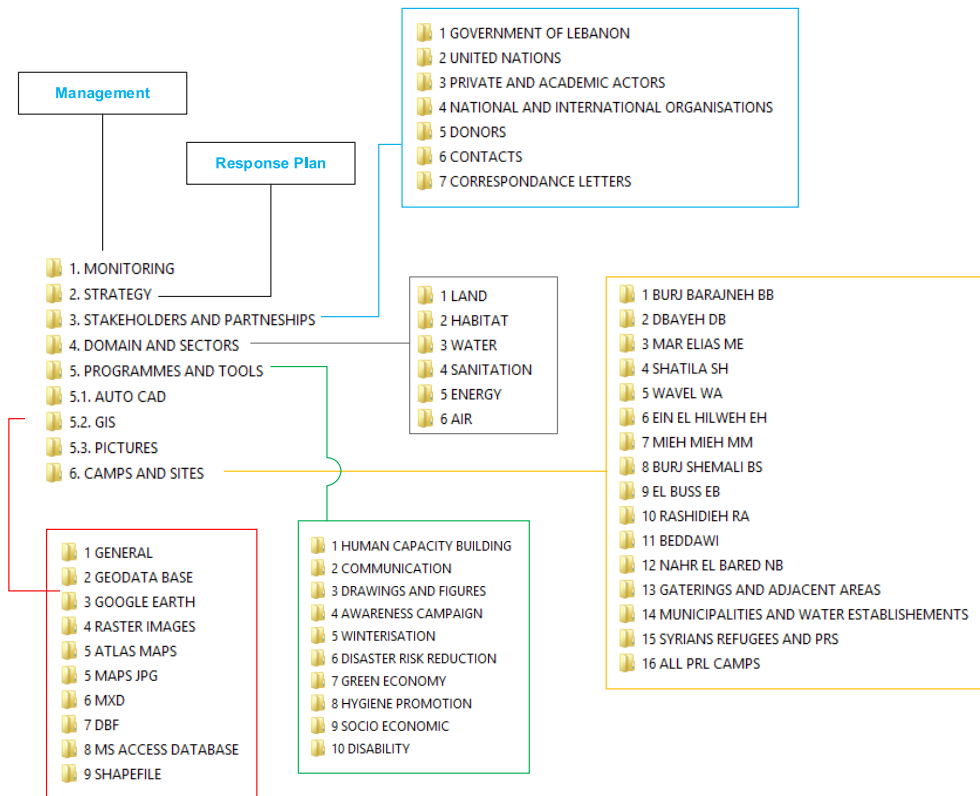 Management
Response Plan
1 GOVERNMENT OF LEBANON
2 UNITED NATIONS
3 PRIVATE AND ACADEMIC ACTORS
4 NATIONAL AND INTERNATIONAL ORGANISATIONS
5 DONORS
6 CONTACTS
7 CORRESPONDANCE LETTERS
1. MONITORING
2. STRATEGY
3. STAKEHOLDERS AND PARTNESHIPS
4. DOMAIN AND SECTORS
5. PROGRAMMES AND TOOLS
5.1. AUTO CAD
5.2. GIS
5.3. PICTURES
6. CAMPS AND SITES
1 LAND
2 HABITAT
3 WATER
4 SANITATION
5 ENERGY
6 AIR
1 BURJ BARAJNEH BB
2 DBAYEH DB
3 MAR ELIAS ME
4 SHATILA SH
5 WAVEL WA
6 EIN EL HILWEH EH
7 MIEH MIEH MM
8 BURJ SHEMALI BS
9 EL BUSS EB
10 RASHIDIEH RA
11 BEDDAWI
12 NAHR EL BARED NB
13 GATERINGS AND ADJACENT AREAS
14 MUNICIPALITIES AND WATER ESTABLISHEMENTS
15 SYRIANS REFUGEES AND PRS
16 ALL PRL CAMPS
1 GENERAL
2 GEODATA BASE
3 GOOGLE EARTH
4 RASTER IMAGES
5 ATLAS MAPS
5 MAPS JPG
6 MXD
7 DBF
8 MS ACCESS DATABASE
9 SHAPEFILE
1 HUMAN CAPACITY BUILDING
2 COMMUNICATION
3 DRAWINGS AND FIGURES
4 AWARENESS CAMPAIGN
5 WINTERISATION
6 DISASTER RISK REDUCTION
7 GREEN ECONOMY
8 HYGIENE PROMOTION
9 SOCIO ECONOMIC
10 DISABILITY